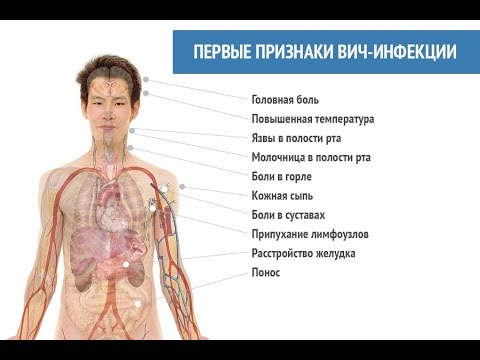 ПЕРВЫЕ ПРИЗНАКИ ВИЧ-ИНФЕКЦИИ
Головная боль
Повышенная температура
Язвы в полости рта
Молочница в полости рта
Боли в горле
Кожная сыпь
Боли в суставах
Припухание лимфоузлов
Расстройство желудка
Понос